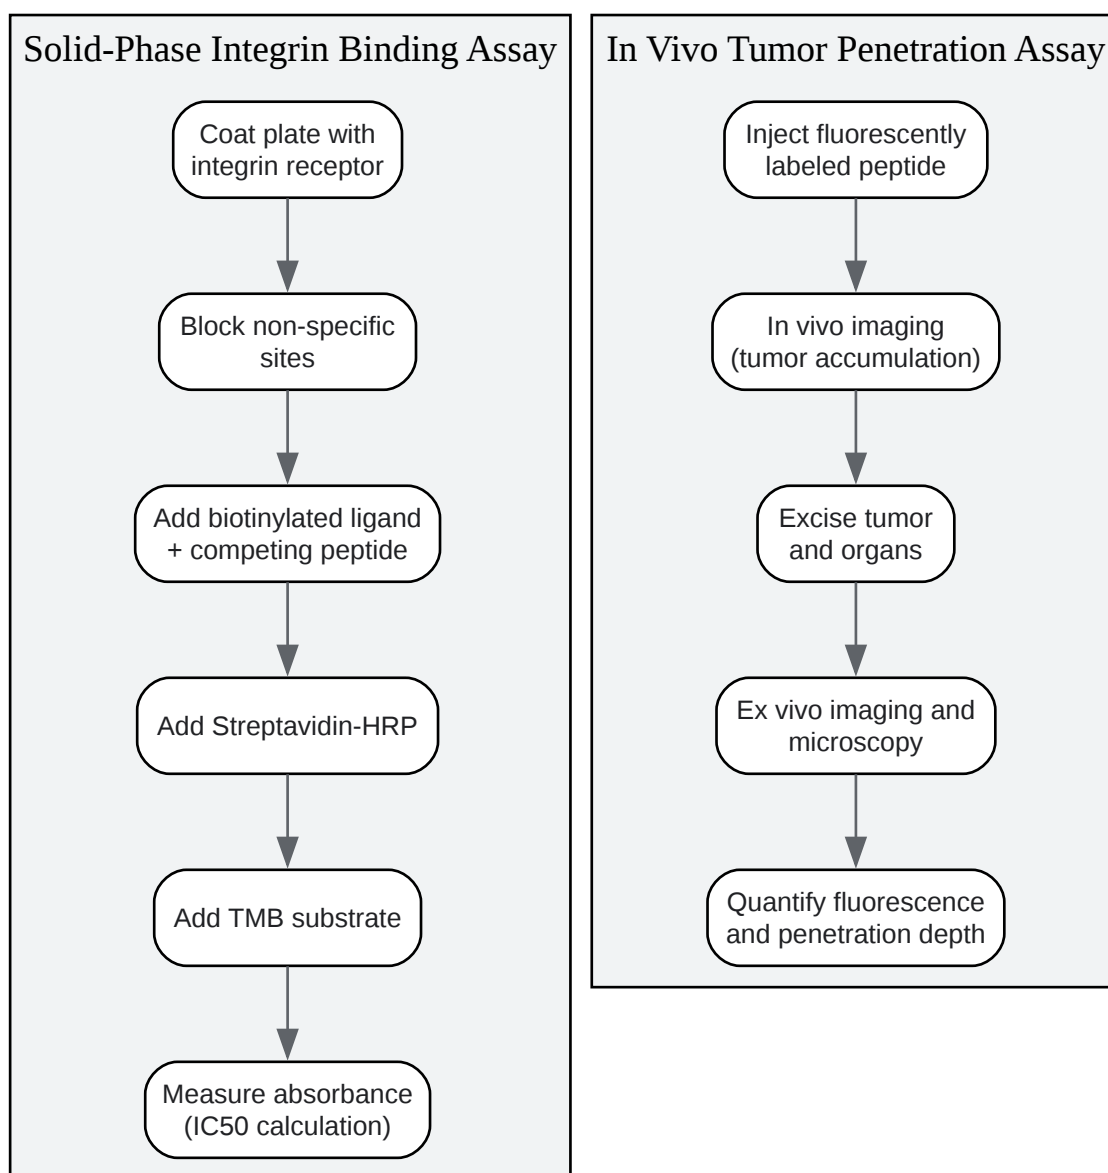 Solid-Phase Integrin Binding Assay
Coat plate with
integrin receptor
Block non-specific
sites
Add biotinylated ligand
+ competing peptide
Add Streptavidin-HRP
Add TMB substrate
Measure absorbance
(IC50 calculation)
In Vivo Tumor Penetration Assay
Inject fluorescently
labeled peptide
In vivo imaging
(tumor accumulation)
Excise tumor
and organs
Ex vivo imaging and
microscopy
Quantify fluorescence
and penetration depth